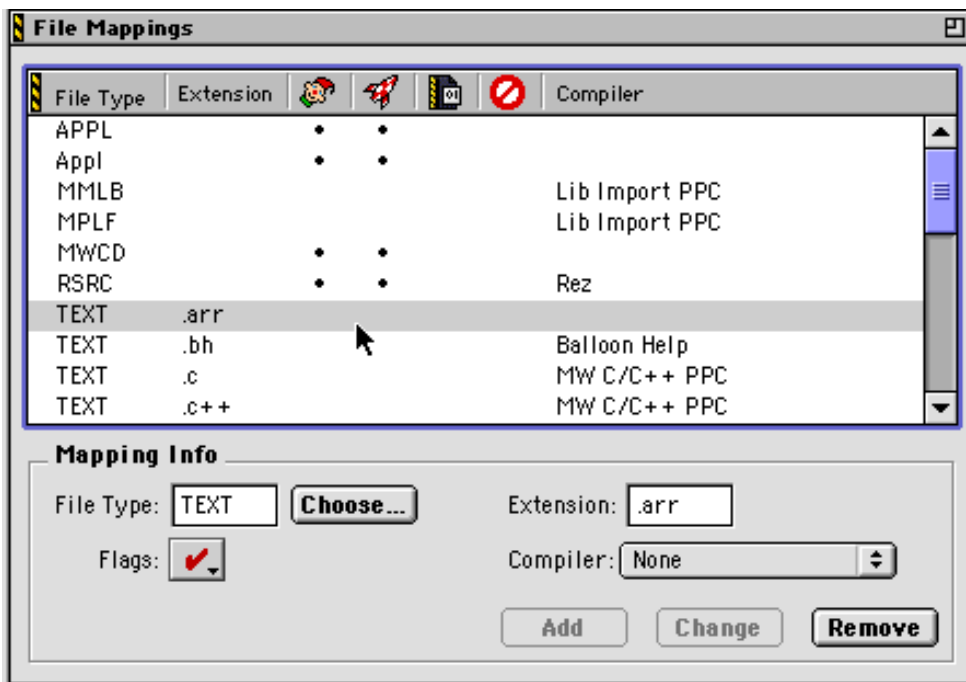 File Mappings
File Type Extension Compiler
APPL • •
Appl • •
MMLB Lib Import PPC
MPLF Lib Import PPC
MWCD • •
RSRC • • Rez
TEXT .arr
TEXT .bh Balloon Help
TEXT .c MW C/C++ PPC
TEXT .c++ MW C/C++ PPC
Mapping Info
File Type: TEXT Choose... Extension: .arr
Flags: Compiler: None
Add Change Remove